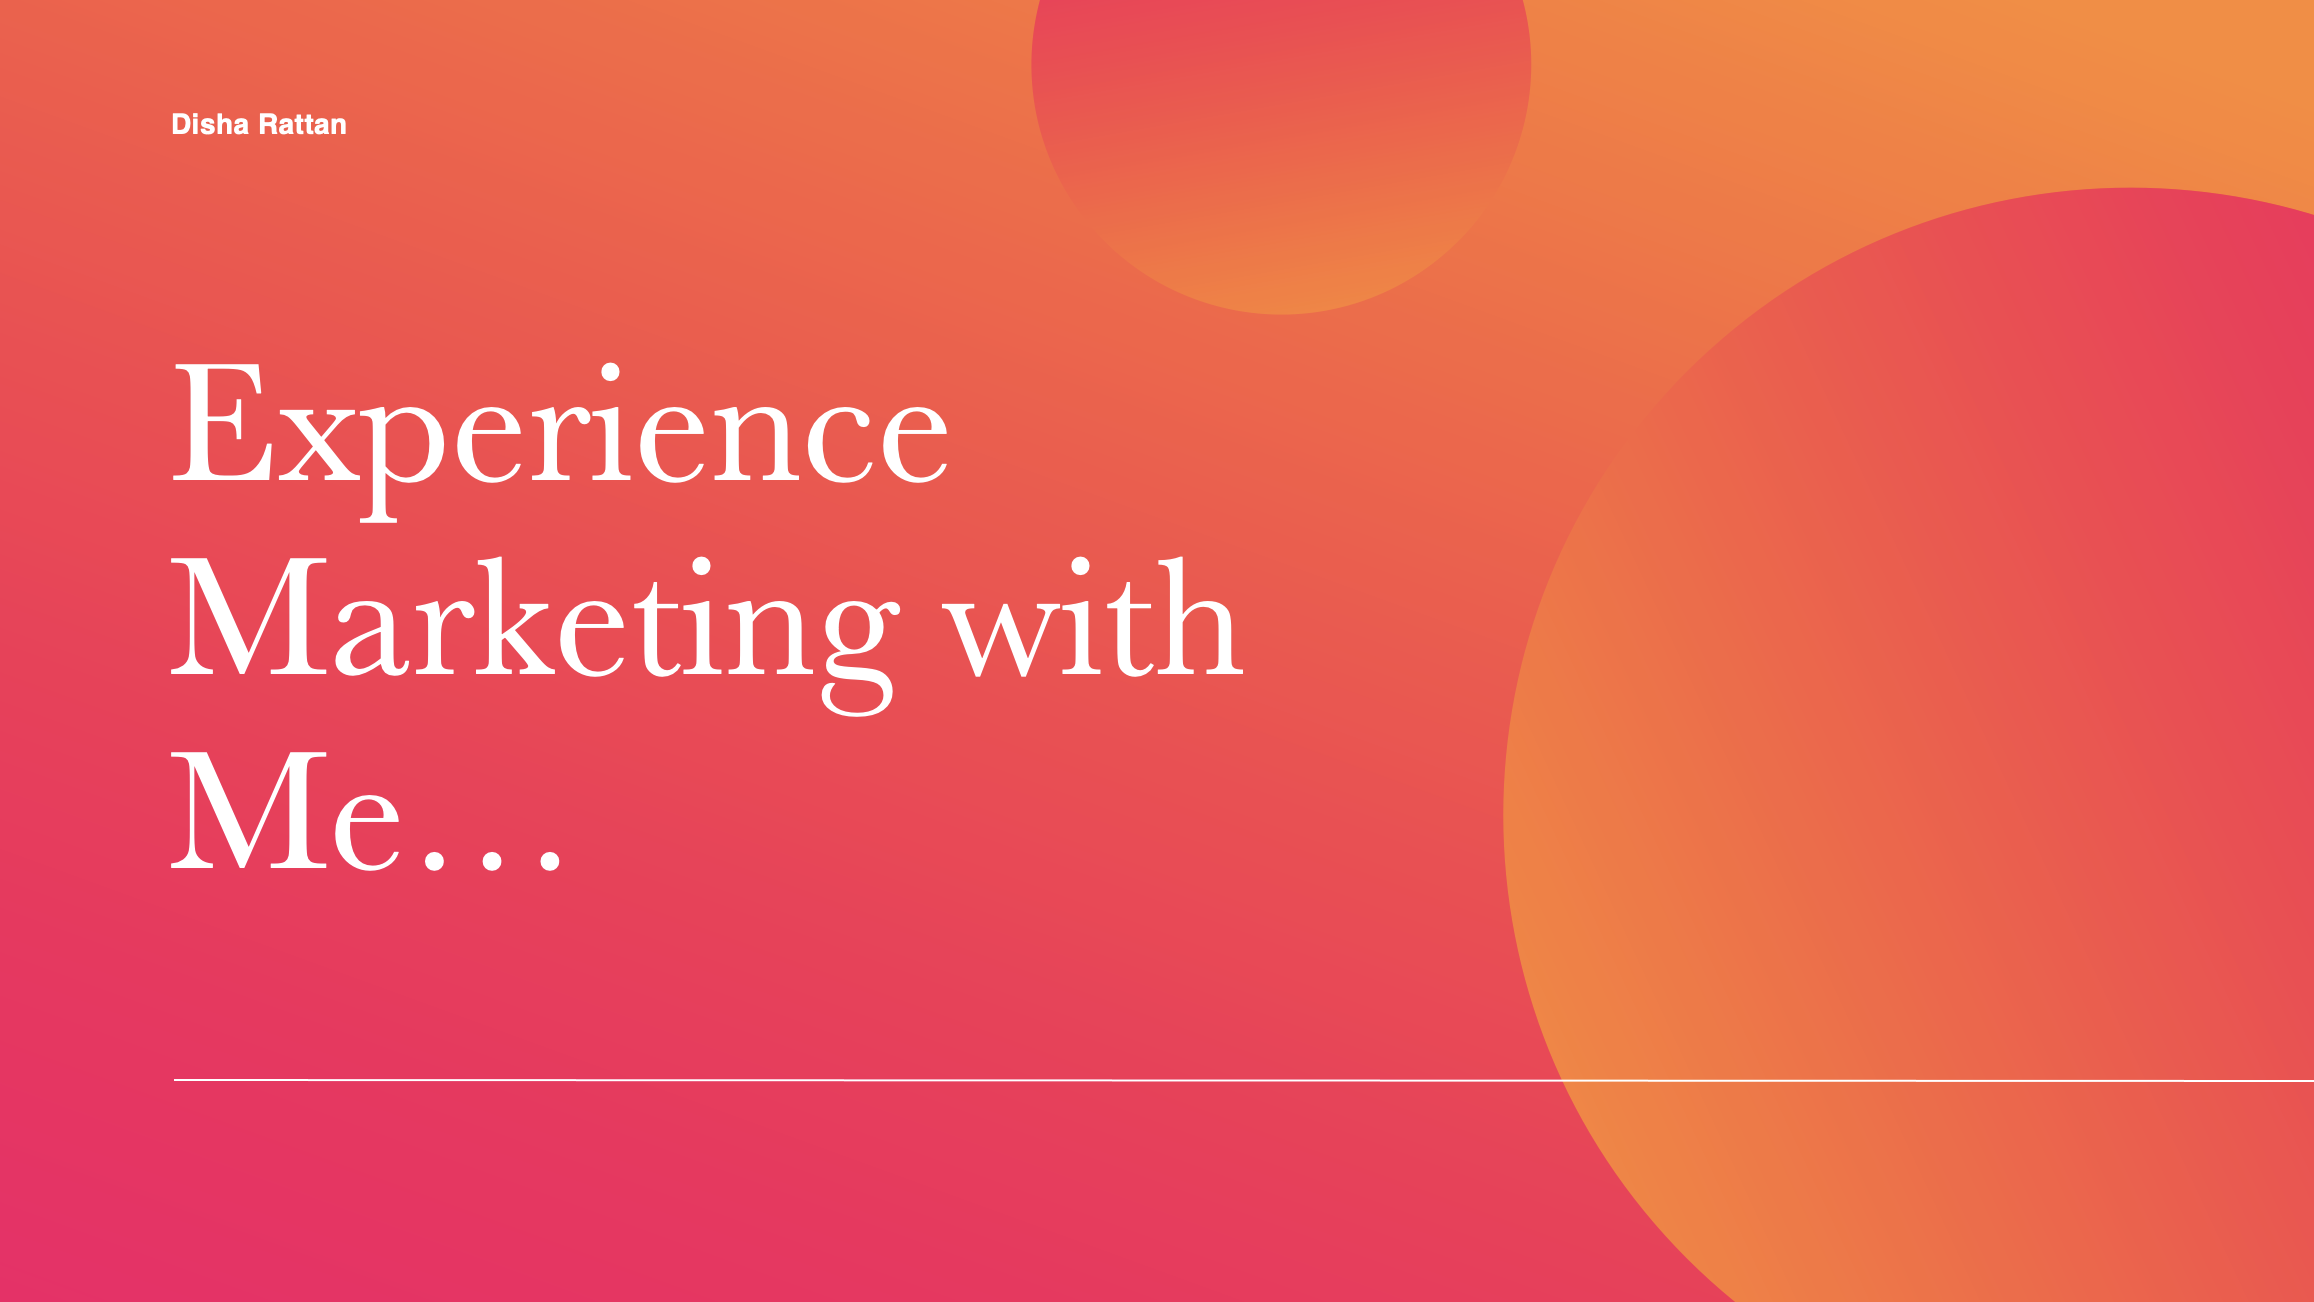 Disha Rattan
Experience
Marketing with
Me...